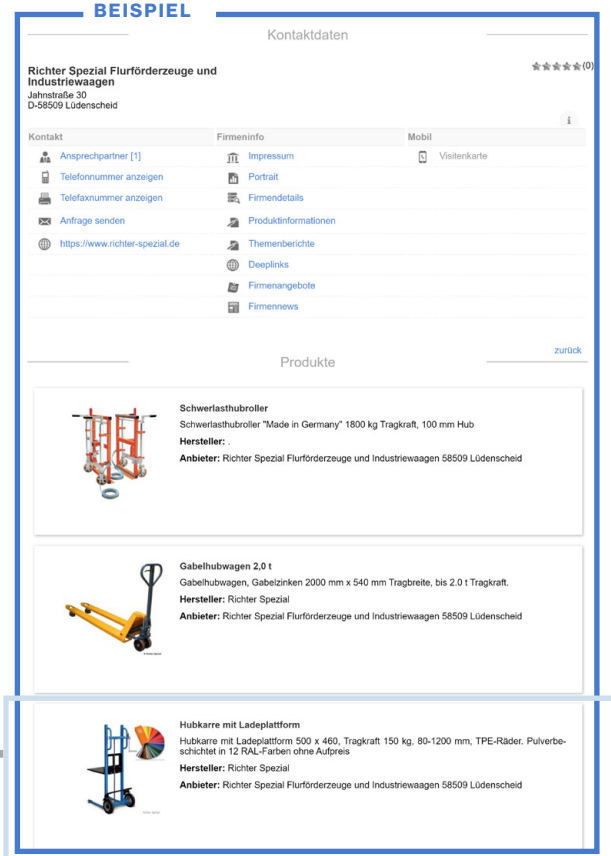 BEISPIEL
Kontaktdaten
Richter Spezial Flurförderzeuge und
Industriewaagen
(0)
Jahnstraße 30
D-58509 Lüdenscheid
i
Kontakt
Firmeninfo
Mobil
Ansprechpartner [1]
Impressum
Visitenkarte
Telefonnummer anzeigen
Portrait
Telefaxnummer anzeigen
Firmendetails
Anfrage senden
Produktinformationen
https://www.richter-spezial.de
Themenberichte
Deeplinks
Firmenangebote
Firmennews
zurück
Produkte
Schwerlasthubroller
Schwerlasthubroller "Made in Germany" 1800 kg Tragkraft, 100 mm Hub
Hersteller: .
Anbieter: Richter Spezial Flurförderzeuge und Industriewaagen 58509 Lüdenscheid
Gabelhubwagen 2,0 t
Gabelhubwagen, Gabelzinken 2000 mm x 540 mm Tragbreite, bis 2.0 t Tragkraft.
Hersteller: Richter Spezial
Anbieter: Richter Spezial Flurförderzeuge und Industriewaagen 58509 Lüdenscheid
Hubkarre mit Ladeplattform
Hubkarre mit Ladeplattform 500 x 460, Tragkraft 150 kg, 80-1200 mm, TPE-Räder. Pulverbe-
schichtet in 12 RAL-Farben ohne Aufpreis
Hersteller: Richter Spezial
Anbieter: Richter Spezial Flurförderzeuge und Industriewaagen 58509 Lüdenscheid